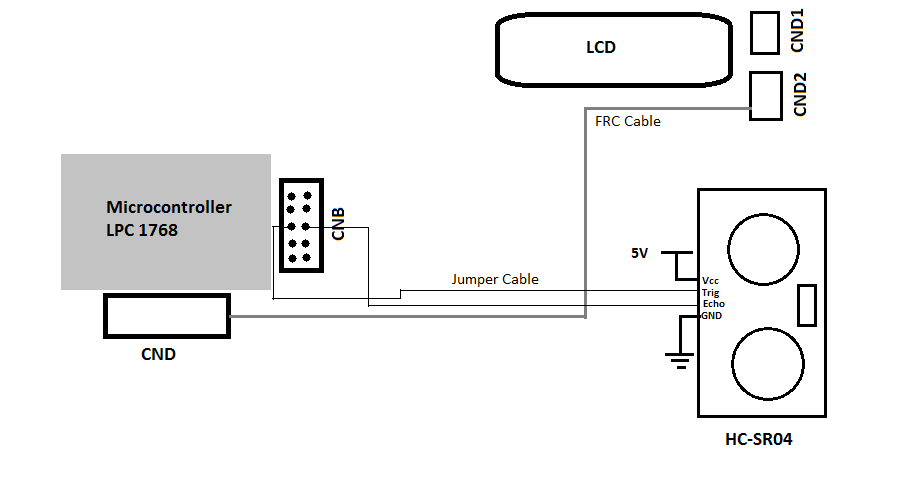 LCD
CND1
CND2
FRC Cable
Microcontroller
LPC 1768
CNB
5V
Jumper Cable
Vcc
Trig
Echo
GND
CND
HC-SR04